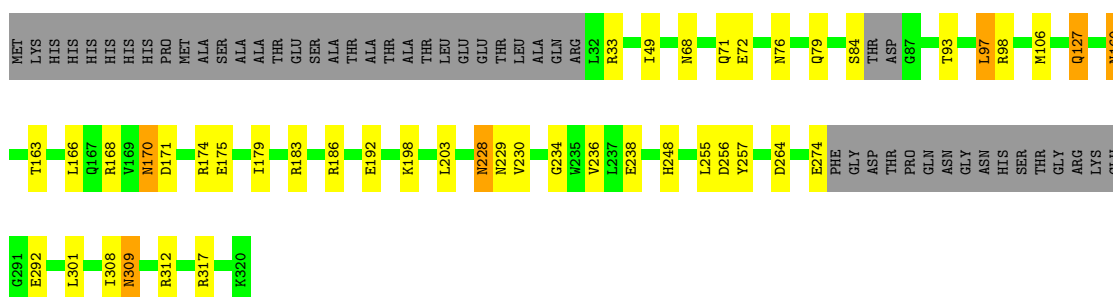 MET LYS HIS HIS HIS HIS HIS HIS PRO MET ALA SER ALA ALA ALA THR GLU SER ALA THR ALA THR ALA THR LEU GLU GLU THR LEU ALA GLN ARG L32 R33 I49 N68 Q71 E72 N76 Q79 S84 THR ASP G87 T93 L97 R98 M106 Q127
T163 L166 Q167 R168 V169 N170 D171 R174 E175 I179 R183 R186 E192 K198 L203 N228 N229 V230 G234 W235 V236 L237 E238 H248 L255 D256 Y257 D264 E274 PHE GLY ASP THR PRO GLN ASN GLY ASN HIS SER THR GLY ARG LYS GLU
G291 E292 L301 I308 N309 R312 R317 K320